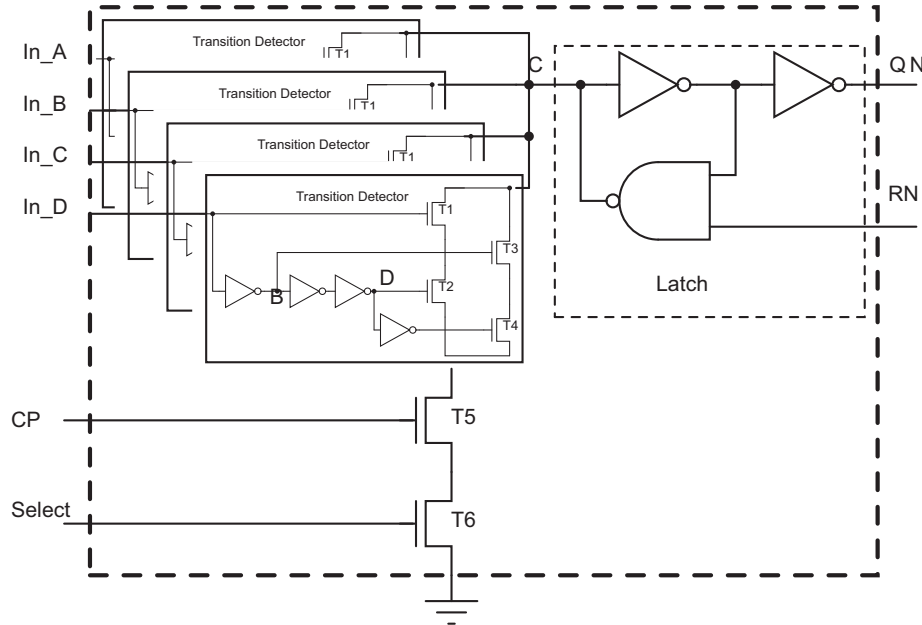 In_A
In_B
In_C
In_D
Transition Detector
T1
Transition Detector
T1
Transition Detector
T1
Transition Detector
T1
T3
B
D
T2
T4
C
QN
RN
Latch
CP
T5
Select
T6